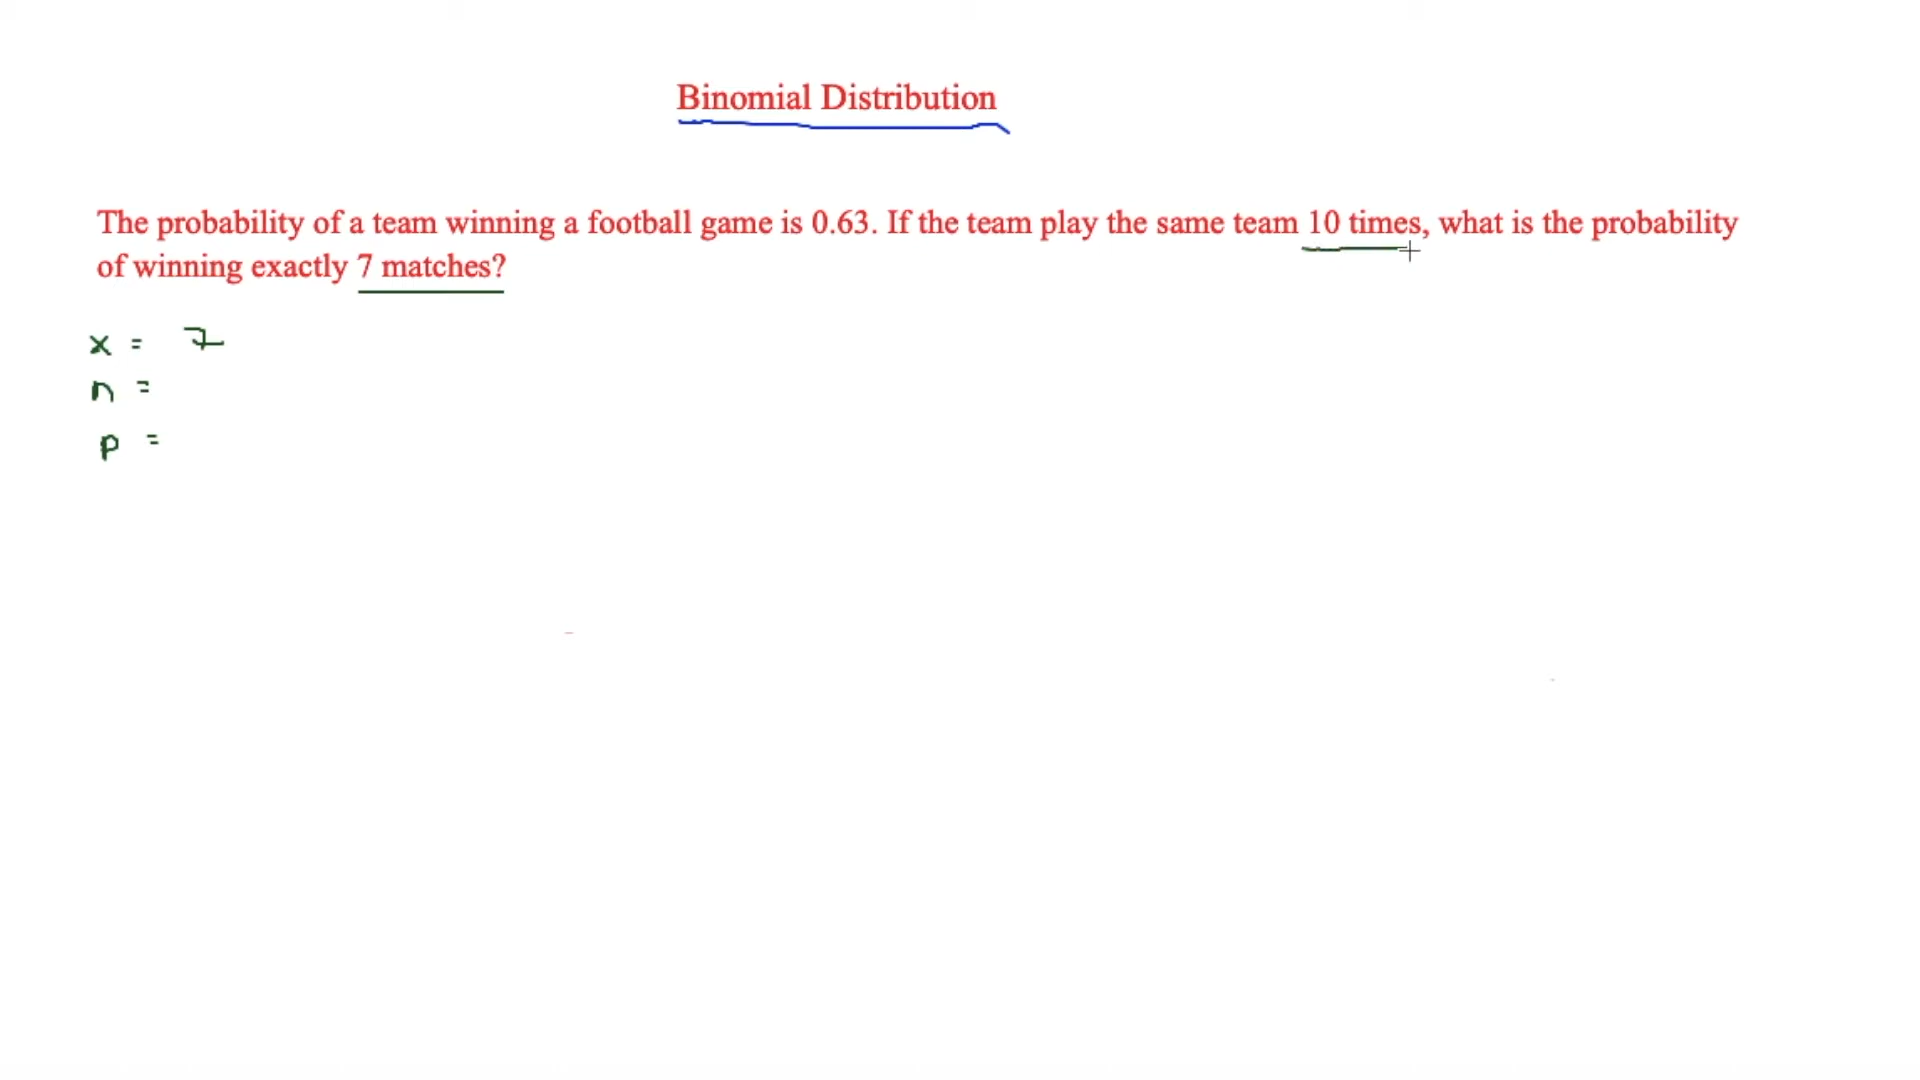 Binomial Distribution
The probability of a team winning a football game is 0.63. If the team play the same team 10 times, what is the probability
of winning exactly 7 matches?
x = 7
n =
p =